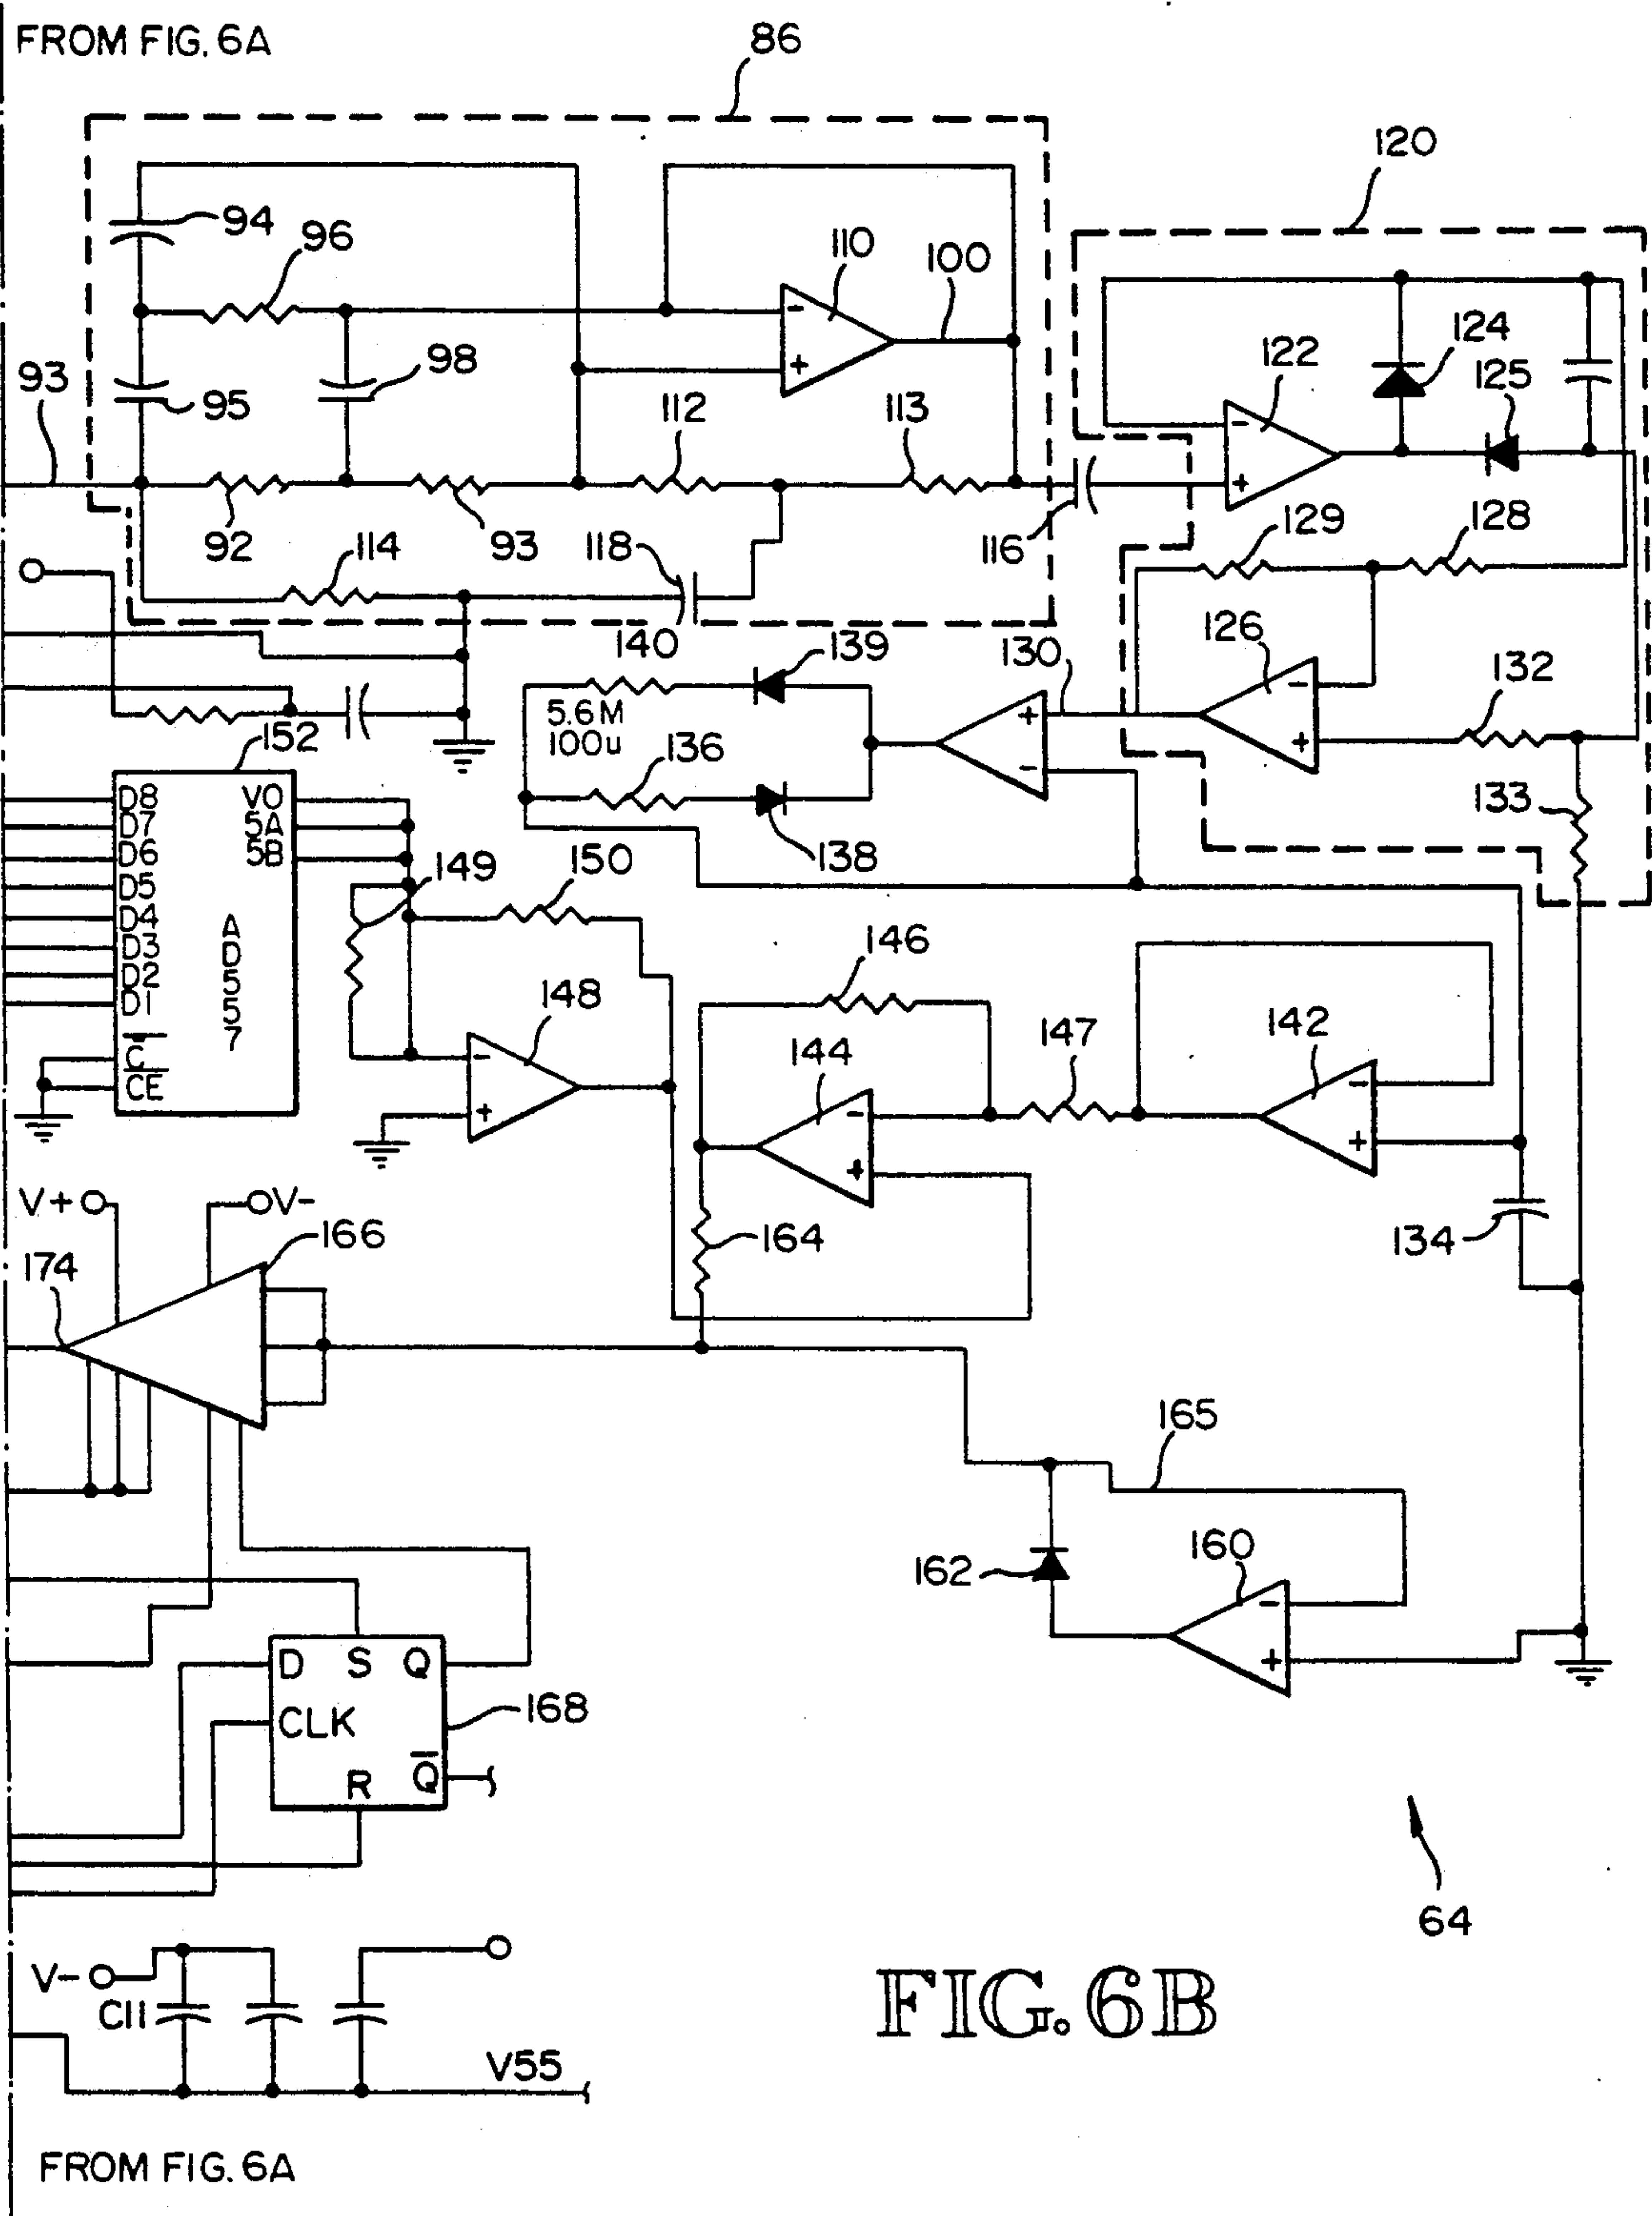 FROM FIG. 6A
86
120
94
96
110
100
93
95
98
112
113
122
124
125
92
93
116
129
128
114
118
126
130
132
140
139
5.6M
100u
136
138
133
152
D8 VO
D7 5A
D6 5B
D5
D4
D3
D2
D1
C
CE
A
D
5
5
7
149
150
148
146
144
147
142
134
164
V+
V-
166
174
165
162
160
D S Q
CLK
R Q
168
64
V-
C11
V55
FIG. 6B
FROM FIG. 6A
- + - + - + + - - + - + - + - +